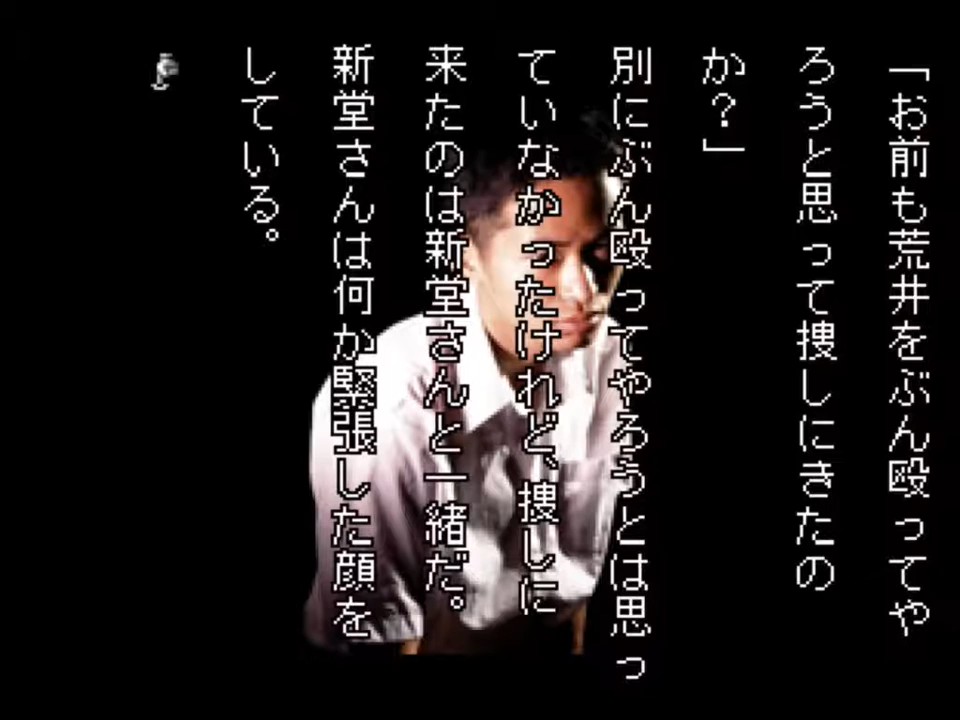 「お前も荒井をぶん殴ってや
ろうと思って捜しにきたの
か？」
別にぶん殴ってやろうとは思っ
ていなかったけれど、捜しに
来たのは新堂さんと一緒だ。
新堂さんは何か緊張した顔を
している。